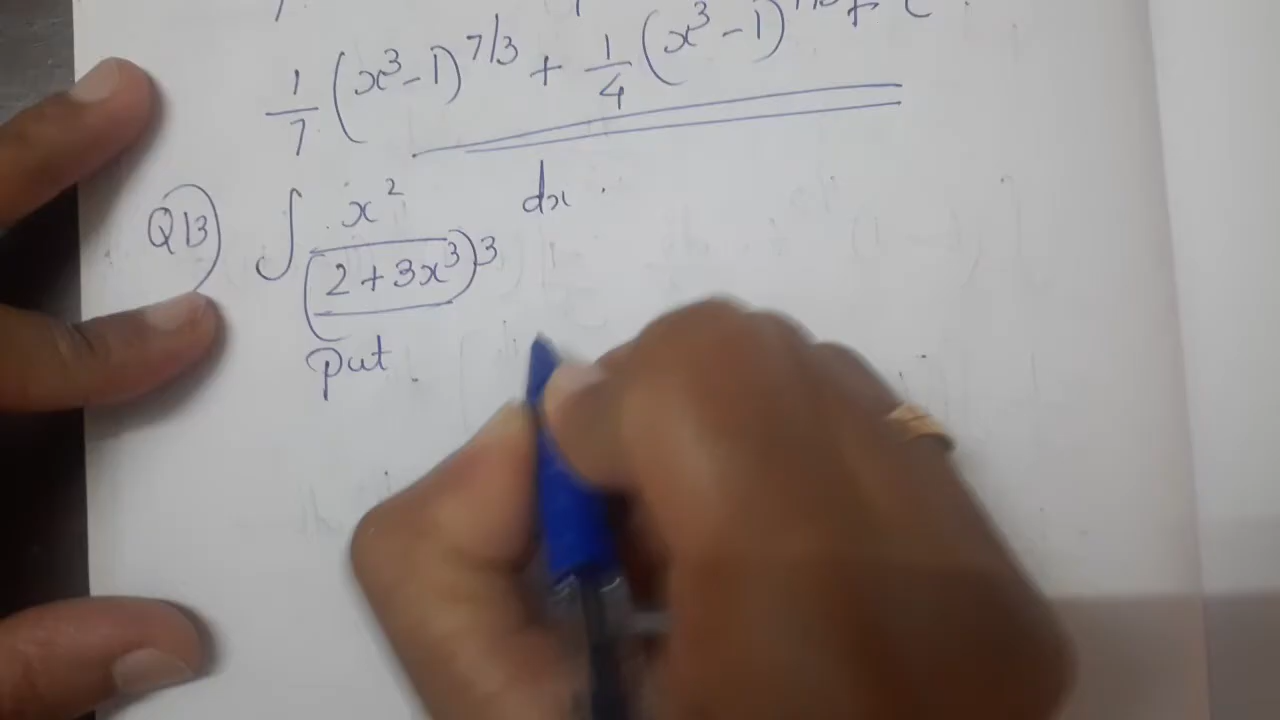 1/7 (x³-1)^7/3 + 1/4 (x³-1) + C
Q13) ∫ x²/(2+3x³)³ dx.
put